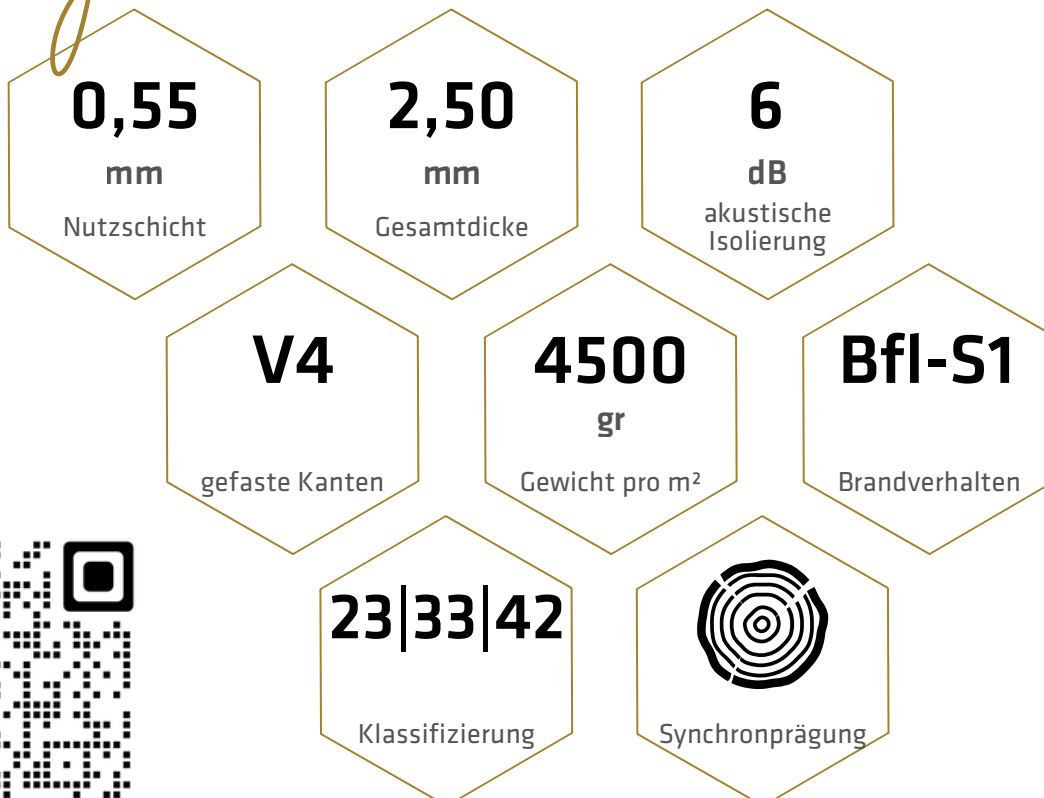 0,55
mm
Nutzschicht
2,50
mm
Gesamtdicke
6
dB
akustische
Isolierung
V4
gefaste Kanten
4500
gr
Gewicht pro m²
Bfl-S1
Brandverhalten
23|33|42
Klassifizierung
Synchronprägung